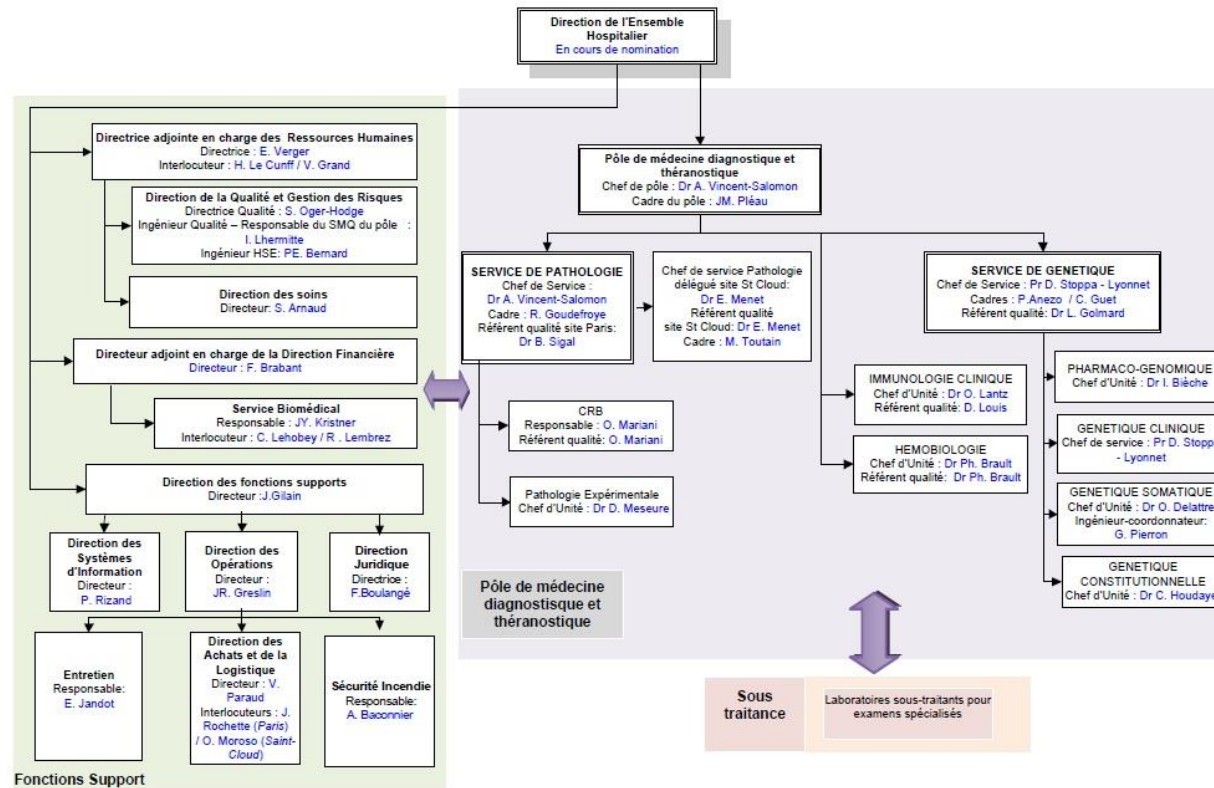 Direction de l'Ensemble
Hospitalier
En cours de nomination
Directrice adjointe en charge des Ressources Humaines
Directrice : E. Verger
Interlocuteur : H. Le Cunff / V. Grand
Direction de la Qualité et Gestion des Risques
Directrice Qualité : S. Oger-Hodge
Ingénieur Qualité – Responsable du SMQ du pôle :
I. Lhermitte
Ingénieur HSE: PE. Bernard
Direction des soins
Directeur: S. Arnaud
Directeur adjoint en charge de la Direction Financière
Directeur : F. Brabant
Service Biomédical
Responsable : JY. Kristner
Interlocuteur : C. Lehobey / R . Lembrez
Direction des fonctions supports
Directeur :J.Gilain
Direction des
Systèmes
d'Information
Directeur :
P. Rizand
Direction des
Opérations
Directeur :
JR. Greslin
Direction
Juridique
Directrice :
F.Boulangé
Entretien
Responsable:
E. Jandot
Direction des
Achats et de la
Logistique
Directeur : V.
Paraud
Interlocuteurs : J.
Rochette (Paris)
/ O. Moroso (Saint-
Cloud)
Sécurité Incendie
Responsable:
A. Baconnier
Fonctions Support
Pôle de médecine diagnostique et
théranostique
Chef de pôle : Dr A. Vincent-Salomon
Cadre du pôle : JM. Pléau
SERVICE DE PATHOLOGIE
Chef de Service :
Dr A. Vincent-Salomon
Cadre : R. Goudefroye
Référent qualité site Paris:
Dr B. Sigal
Chef de service Pathologie
délégué site St Cloud:
Dr E. Menet
Référent qualité
site St Cloud: Dr E. Menet
Cadre : M. Toutain
SERVICE DE GENETIQUE
Chef de Service : Pr D. Stoppa - Lyonnet
Cadres : P.Anezo / C. Guet
Référent qualité: Dr L. Golmard
CRB
Responsable : O. Mariani
Référent qualité: O. Mariani
Pathologie Expérimentale
Chef d'Unité : Dr D. Meseure
IMMUNOLOGIE CLINIQUE
Chef d'Unité : Dr O. Lantz
Référent qualité: D. Louis
HEMOBIOLOGIE
Chef d'Unité : Dr Ph. Brault
Référent qualité: Dr Ph. Brault
PHARMACO-GENOMIQUE
Chef d'Unité : Dr I. Bièche
GENETIQUE CLINIQUE
Chef de service : Pr D. Stopp
- Lyonnet
GENETIQUE SOMATIQUE
Chef d'Unité : Dr O. Delattre
Ingénieur-coordonnateur:
G. Pierron
GENETIQUE
CONSTITUTIONNELLE
Chef d'Unité : Dr C. Houdaye
Pôle de médecine
diagnostisque et
théranostique
Sous
traitance
Laboratoires sous-traitants pour
examens spécialisés